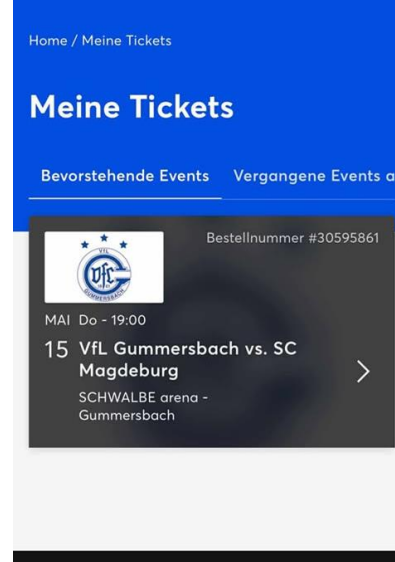 Home / Meine Tickets
Meine Tickets
Bevorstehende Events Vergangene Events a
Bestellnummer #30595861
VfL
GUMMERSBACH
MAI Do - 19:00
15 VfL Gummersbach vs. SC
Magdeburg
SCHWALBE arena -
Gummersbach